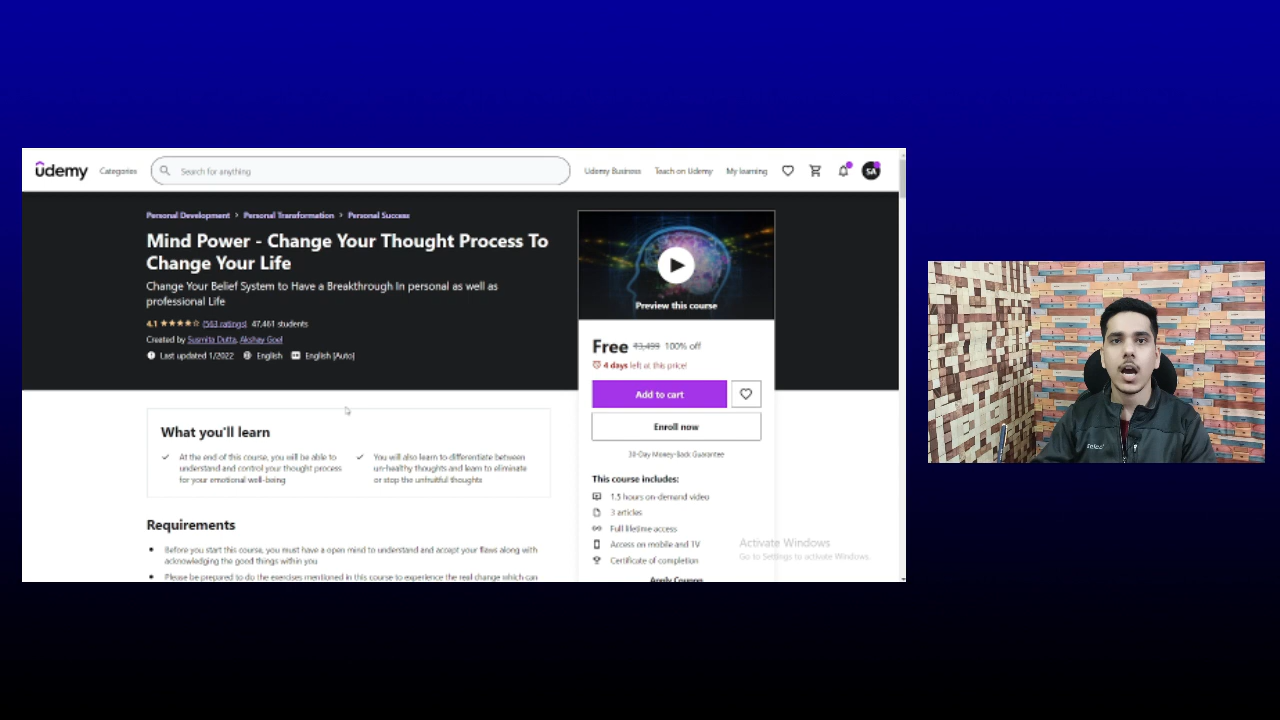 ûdemy Categories Search for anything Udemy Business Teach on Udemy My learning SA
Personal Development > Personal Transformation > Personal Success
Mind Power - Change Your Thought Process To
Change Your Life
Change Your Belief System to Have a Breakthrough In personal as well as
professional Life
4.1 ★★★★☆ (563 ratings) 47,461 students
Created by Susmita Dutta, Akshay Goel
Last updated 1/2022 English English [Auto]
Preview this course
Free ₹3,499 100% off
4 days left at this price!
Add to cart
Enroll now
30-Day Money-Back Guarantee
This course includes:
1.5 hours on-demand video
3 articles
Full lifetime access
Access on mobile and TV
Certificate of completion
Apply Coupon
What you'll learn
At the end of this course, you will be able to
understand and control your thought process
for your emotional well-being
You will also learn to differentiate between
un-healthy thoughts and learn to eliminate
or stop the unfruitful thoughts
Requirements
Before you start this course, you must have a open mind to understand and accept your flaws along with
acknowledging the good things within you
Please be prepared to do the exercises mentioned in this course to experience the real change which can
Activate Windows
Go to Settings to activate Windows.